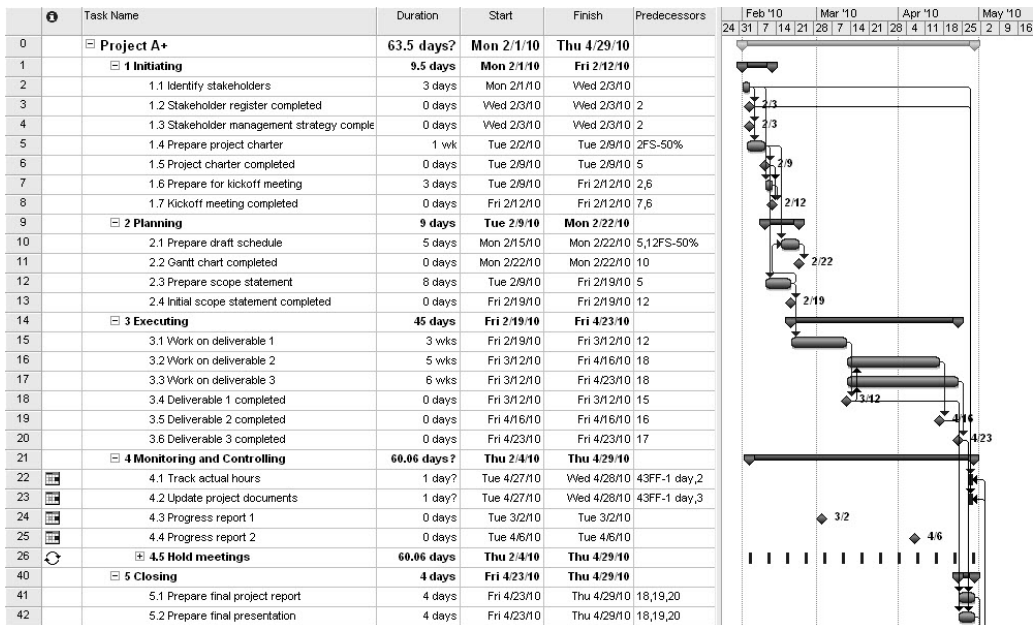 Task Name Duration Start Finish Predecessors Feb '10 Mar '10 Apr '10 May '10
24 31 7 14 21 28 7 14 21 28 4 11 18 25 2 9 16
0 Project A+ 63.5 days? Mon 2/1/10 Thu 4/29/10
1 1 Initiating 9.5 days Mon 2/1/10 Fri 2/12/10
2 1.1 Identify stakeholders 3 days Mon 2/1/10 Wed 2/3/10
3 1.2 Stakeholder register completed 0 days Wed 2/3/10 Wed 2/3/10 2 2/3
4 1.3 Stakeholder management strategy comple 0 days Wed 2/3/10 Wed 2/3/10 2 2/3
5 1.4 Prepare project charter 1 wk Tue 2/2/10 Tue 2/9/10 2FS-50%
6 1.5 Project charter completed 0 days Tue 2/9/10 Tue 2/9/10 5 2/9
7 1.6 Prepare for kickoff meeting 3 days Tue 2/9/10 Fri 2/12/10 2,6
8 1.7 Kickoff meeting completed 0 days Fri 2/12/10 Fri 2/12/10 7,6 2/12
9 2 Planning 9 days Tue 2/9/10 Mon 2/22/10
10 2.1 Prepare draft schedule 5 days Mon 2/15/10 Mon 2/22/10 5,12FS-50%
11 2.2 Gantt chart completed 0 days Mon 2/22/10 Mon 2/22/10 10 2/22
12 2.3 Prepare scope statement 8 days Tue 2/9/10 Fri 2/19/10 5
13 2.4 Initial scope statement completed 0 days Fri 2/19/10 Fri 2/19/10 12 2/19
14 3 Executing 45 days Fri 2/19/10 Fri 4/23/10
15 3.1 Work on deliverable 1 3 wks Fri 2/19/10 Fri 3/12/10 12
16 3.2 Work on deliverable 2 5 wks Fri 3/12/10 Fri 4/16/10 18
17 3.3 Work on deliverable 3 6 wks Fri 3/12/10 Fri 4/23/10 18
18 3.4 Deliverable 1 completed 0 days Fri 3/12/10 Fri 3/12/10 15 3/12
19 3.5 Deliverable 2 completed 0 days Fri 4/16/10 Fri 4/16/10 16 4/16
20 3.6 Deliverable 3 completed 0 days Fri 4/23/10 Fri 4/23/10 17 4/23
21 4 Monitoring and Controlling 60.06 days? Thu 2/4/10 Thu 4/29/10
22 4.1 Track actual hours 1 day? Tue 4/27/10 Wed 4/28/10 43FF-1 day,2
23 4.2 Update project documents 1 day? Tue 4/27/10 Wed 4/28/10 43FF-1 day,3
24 4.3 Progress report 1 0 days Tue 3/2/10 Tue 3/2/10 3/2
25 4.4 Progress report 2 0 days Tue 4/6/10 Tue 4/6/10 4/6
26 4.5 Hold meetings 60.06 days Thu 2/4/10 Thu 4/29/10
40 5 Closing 4 days Fri 4/23/10 Thu 4/29/10
41 5.1 Prepare final project report 4 days Fri 4/23/10 Thu 4/29/10 18,19,20
42 5.2 Prepare final presentation 4 days Fri 4/23/10 Thu 4/29/10 18,19,20